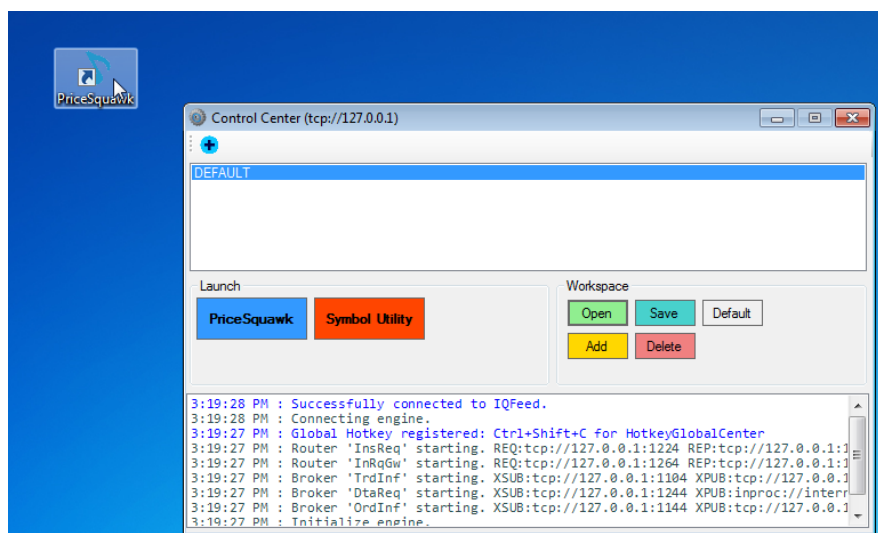 PriceSquawk
Control Center (tcp://127.0.0.1)
DEFAULT
Launch
PriceSquawk
Symbol Utility
Workspace
Open
Save
Default
Add
Delete
3:19:28 PM : Successfully connected to IQFeed.
3:19:28 PM : Connecting engine.
3:19:27 PM : Global Hotkey registered: Ctrl+Shift+C for HotkeyGlobalCenter
3:19:27 PM : Router 'InsReq' starting. REQ:tcp://127.0.0.1:1224 REP:tcp://127.0.0.1:1
3:19:27 PM : Router 'InRqGw' starting. REQ:tcp://127.0.0.1:1264 REP:tcp://127.0.0.1:1
3:19:27 PM : Broker 'TrdInf' starting. XSUB:tcp://127.0.0.1:1104 XPUB:tcp://127.0.0.1
3:19:27 PM : Broker 'DtaReq' starting. XSUB:tcp://127.0.0.1:1244 XPUB:inproc://intern
3:19:27 PM : Broker 'OrdInf' starting. XSUB:tcp://127.0.0.1:1144 XPUB:tcp://127.0.0.1
3:19:27 PM : Initialize engine.